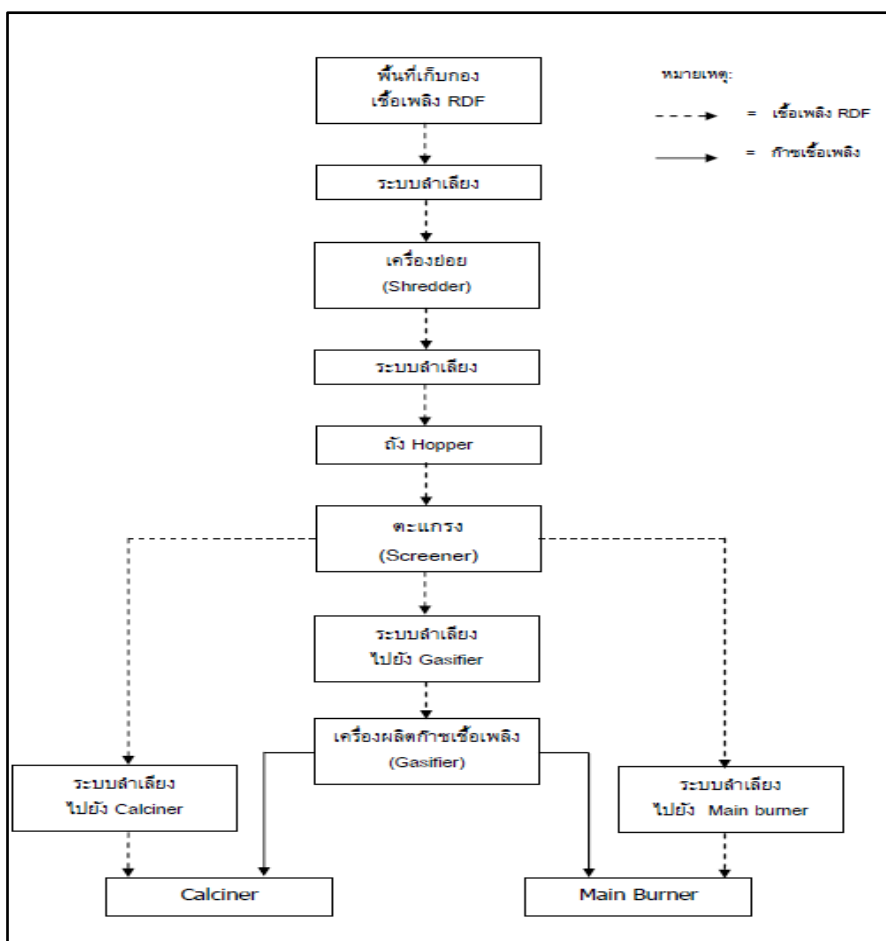 พื้นที่เก็บกอง
เชื้อเพลิง RDF
หมายเหตุ:
= เชื้อเพลิง RDF
= ก๊าซเชื้อเพลิง
ระบบลำเลียง
เครื่องย่อย
(Shredder)
ระบบลำเลียง
ถัง Hopper
ตะแกรง
(Screener)
ระบบลำเลียง
ไปยัง Gasifier
เครื่องผลิตก๊าซเชื้อเพลิง
(Gasifier)
ระบบลำเลียง
ไปยัง Calciner
ระบบลำเลียง
ไปยัง Main burner
Calciner
Main Burner